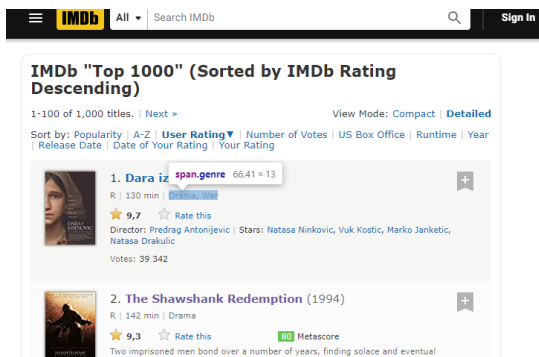 IMDb All Search IMDb Sign In
IMDb "Top 1000" (Sorted by IMDb Rating
Descending)
1-100 of 1,000 titles. | Next » View Mode: Compact | Detailed
Sort by: Popularity | A-Z | User Rating▼ | Number of Votes | US Box Office | Runtime | Year
| Release Date | Date of Your Rating | Your Rating
1. Dara iz
span.genre 66.41 × 13
R | 130 min | Drama, War
9,7 Rate this
Director: Predrag Antonijevic | Stars: Natasa Ninkovic, Vuk Kostic, Marko Janketic,
Natasa Drakulic
Votes: 39 342
2. The Shawshank Redemption (1994)
R | 142 min | Drama
9,3 Rate this 80 Metascore
Two imprisoned men bond over a number of years, finding solace and eventual